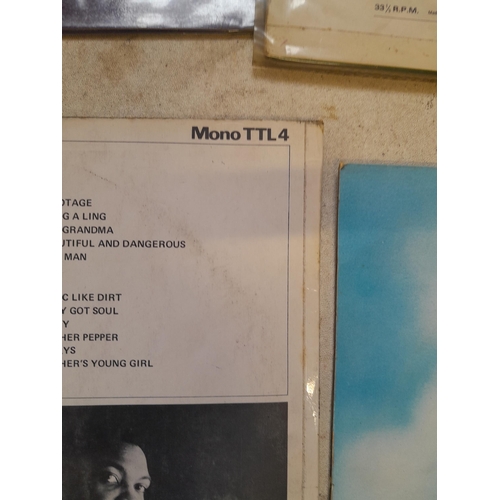 33⅓ R.P.M.
Mono TTL 4
OTAGE
G A LING
GRANDMA
UTIFUL AND DANGEROUS
MAN
C LIKE DIRT
Y GOT SOUL
Y
HER PEPPER
YS
HER'S YOUNG GIRL